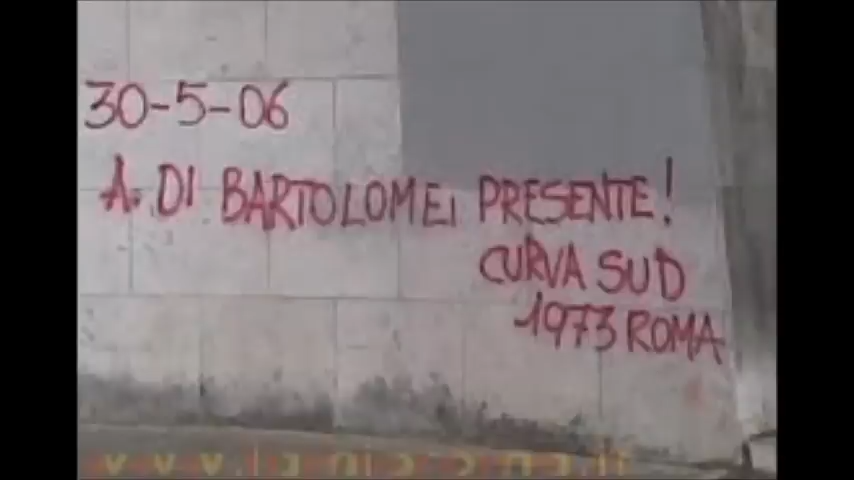 30-5-06
A. DI BARTOLOMEI PRESENTE!
CURVA SUD
1973 ROMA